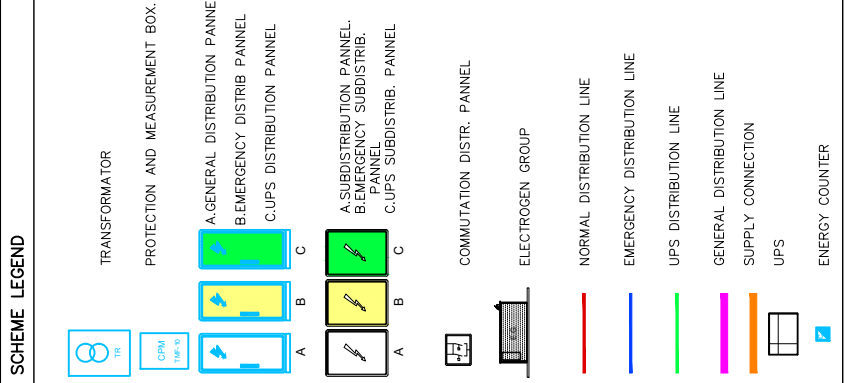 SCHEME LEGEND
TR
TRANSFORMATOR
CPM
TMF-10
PROTECTION AND MEASUREMENT BOX.
A
B
C
A.GENERAL DISTRIBUTION PANNE
B.EMERGENCY DISTRIB PANNEL
C.UPS DISTRIBUTION PANNEL
A
B
C
A.SUBDISTRIBUTION PANNEL.
B.EMERGENCY SUBDISTRIB.
PANNEL
C.UPS SUBDISTRIB. PANNEL
COMMUTATION DISTR. PANNEL
E.G.
ELECTROGEN GROUP
NORMAL DISTRIBUTION LINE
EMERGENCY DISTRIBUTION LINE
UPS DISTRIBUTION LINE
GENERAL DISTRIBUTION LINE
SUPPLY CONNECTION
UPS
ENERGY COUNTER